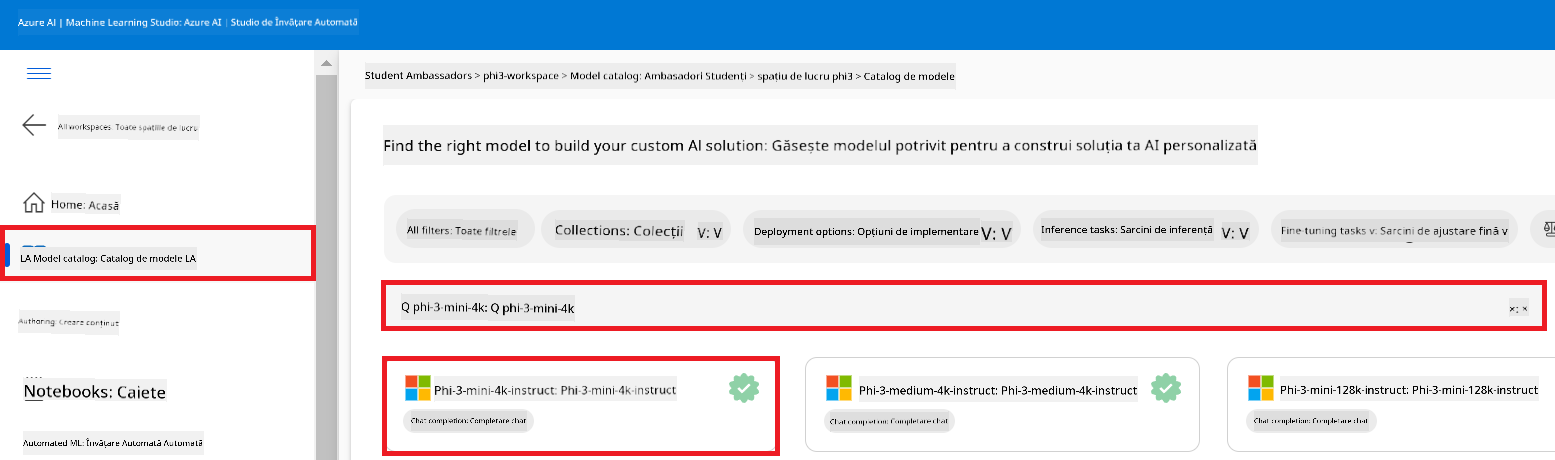 Azure AI | Machine Learning Studio: Azure AI | Studio de Învățare Automată
Student Ambassadors > phi3-workspace > Model catalog: Ambasadori Studenți > spațiu de lucru phi3 > Catalog de modele
All workspaces: Toate spațiile de lucru
Home: Acasă
LA Model catalog: Catalog de modele LA
Authoring: Creare conținut
Notebooks: Caiete
Automated ML: Învățare Automată Automată
Find the right model to build your custom AI solution: Găsește modelul potrivit pentru a construi soluția ta AI personalizată
All filters: Toate filtrele
Collections: Colecții V: V
Deployment options: Opțiuni de implementare V: V
Inference tasks: Sarcini de inferență V: V
Fine-tuning tasks v: Sarcini de ajustare fină v
Q phi-3-mini-4k: Q phi-3-mini-4k ×: ×
Phi-3-mini-4k-instruct: Phi-3-mini-4k-instruct
Chat completion: Completare chat
Phi-3-medium-4k-instruct: Phi-3-medium-4k-instruct
Chat completion: Completare chat
Phi-3-mini-128k-instruct: Phi-3-mini-128k-instruct
Chat completion: Completare chat